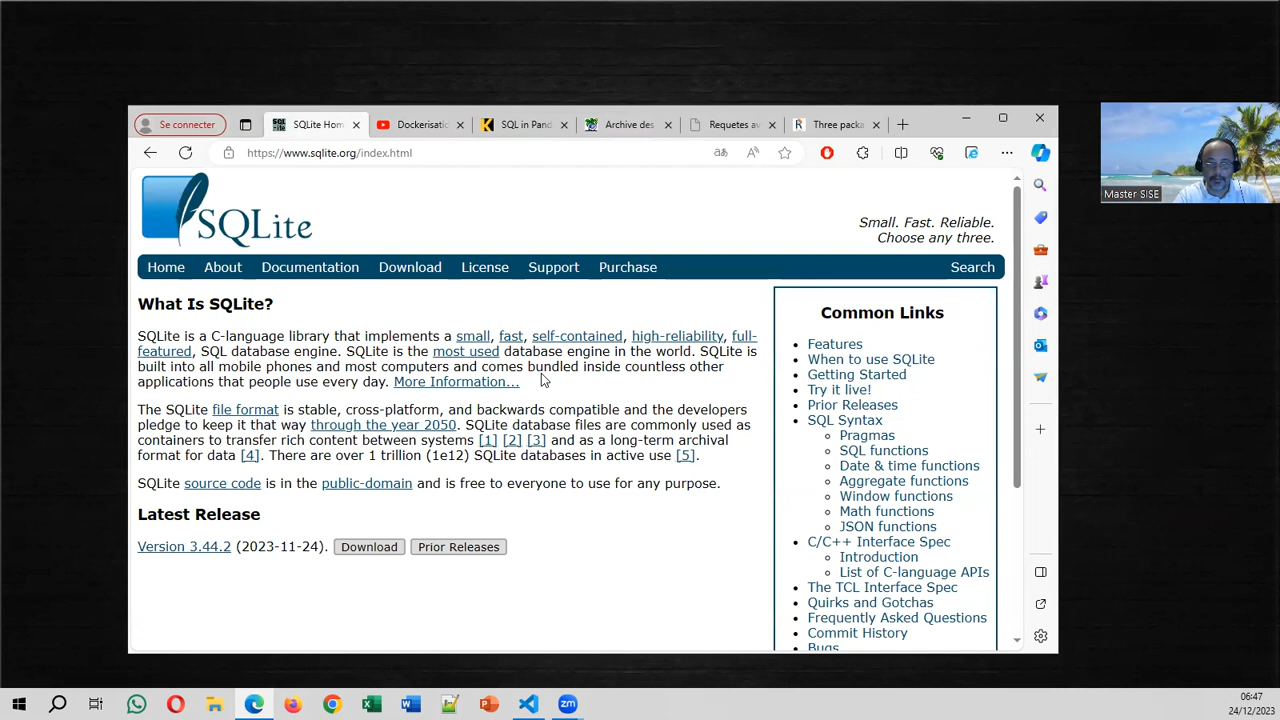 Se connecter
SQLite Hom
Dockerisatio
SQL in Pand
Archive des
Requetes av
Three packa
https://www.sqlite.org/index.html
SQLite
Small. Fast. Reliable.
Choose any three.
Home About Documentation Download License Support Purchase Search
What Is SQLite?
SQLite is a C-language library that implements a small, fast, self-contained, high-reliability, full-
featured, SQL database engine. SQLite is the most used database engine in the world. SQLite is
built into all mobile phones and most computers and comes bundled inside countless other
applications that people use every day. More Information...
The SQLite file format is stable, cross-platform, and backwards compatible and the developers
pledge to keep it that way through the year 2050. SQLite database files are commonly used as
containers to transfer rich content between systems [1] [2] [3] and as a long-term archival
format for data [4]. There are over 1 trillion (1e12) SQLite databases in active use [5].
SQLite source code is in the public-domain and is free to everyone to use for any purpose.
Latest Release
Version 3.44.2 (2023-11-24). Download Prior Releases
Common Links
Features
When to use SQLite
Getting Started
Try it live!
Prior Releases
SQL Syntax
Pragmas
SQL functions
Date & time functions
Aggregate functions
Window functions
Math functions
JSON functions
C/C++ Interface Spec
Introduction
List of C-language APIs
The TCL Interface Spec
Quirks and Gotchas
Frequently Asked Questions
Commit History
Bugs
Master SISE
06:47
24/12/2023